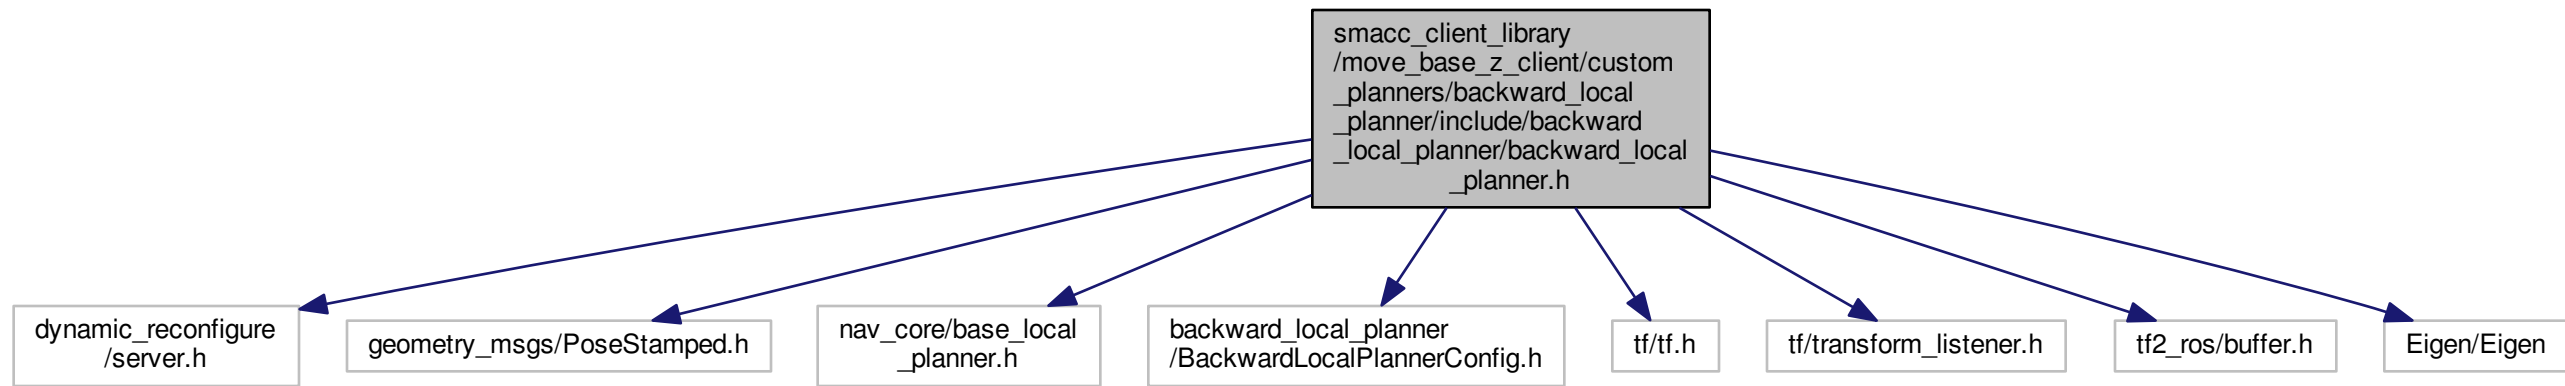 smacc_client_library
/move_base_z_client/custom
_planners/backward_local
_planner/include/backward
_local_planner/backward_local
_planner.h
dynamic_reconfigure
/server.h
geometry_msgs/PoseStamped.h
nav_core/base_local
_planner.h
backward_local_planner
/BackwardLocalPlannerConfig.h
tf/tf.h
tf/transform_listener.h
tf2_ros/buffer.h
Eigen/Eigen